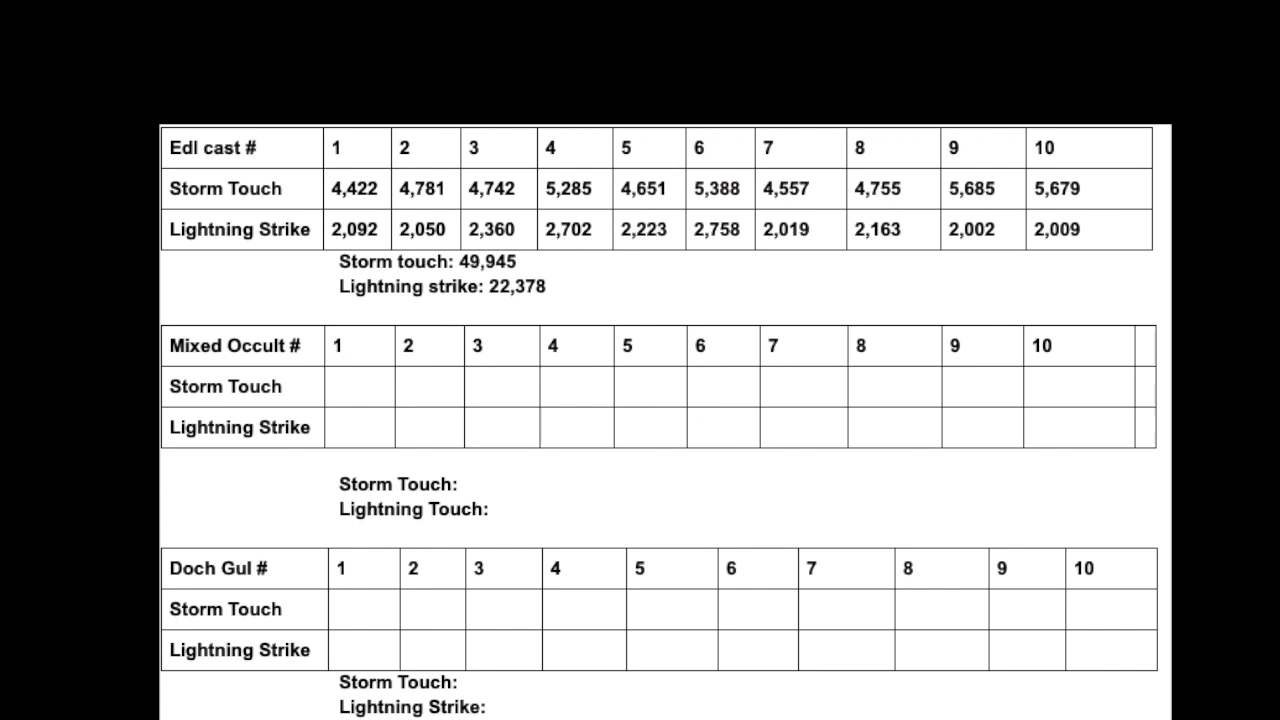 Edl cast # 1 2 3 4 5 6 7 8 9 10
Storm Touch 4,422 4,781 4,742 5,285 4,651 5,388 4,557 4,755 5,685 5,679
Lightning Strike 2,092 2,050 2,360 2,702 2,223 2,758 2,019 2,163 2,002 2,009
Storm touch: 49,945
Lightning strike: 22,378
Mixed Occult # 1 2 3 4 5 6 7 8 9 10
Storm Touch
Lightning Strike
Storm Touch:
Lightning Touch:
Doch Gul # 1 2 3 4 5 6 7 8 9 10
Storm Touch
Lightning Strike
Storm Touch:
Lightning Strike: